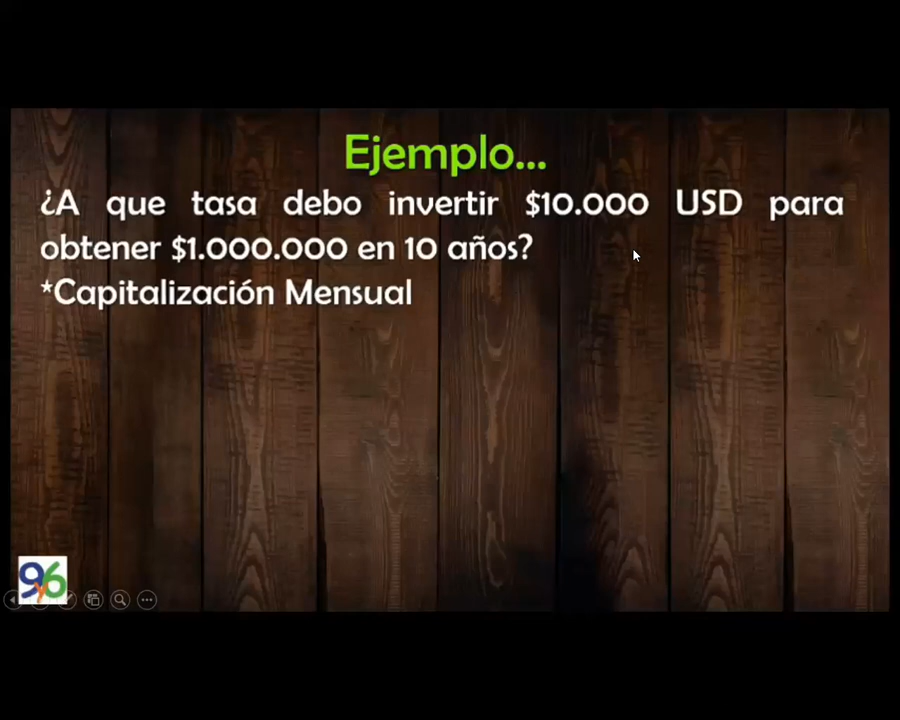 Ejemplo...
¿A que tasa debo invertir $10.000 USD para
obtener $1.000.000 en 10 años?
*Capitalización Mensual
96